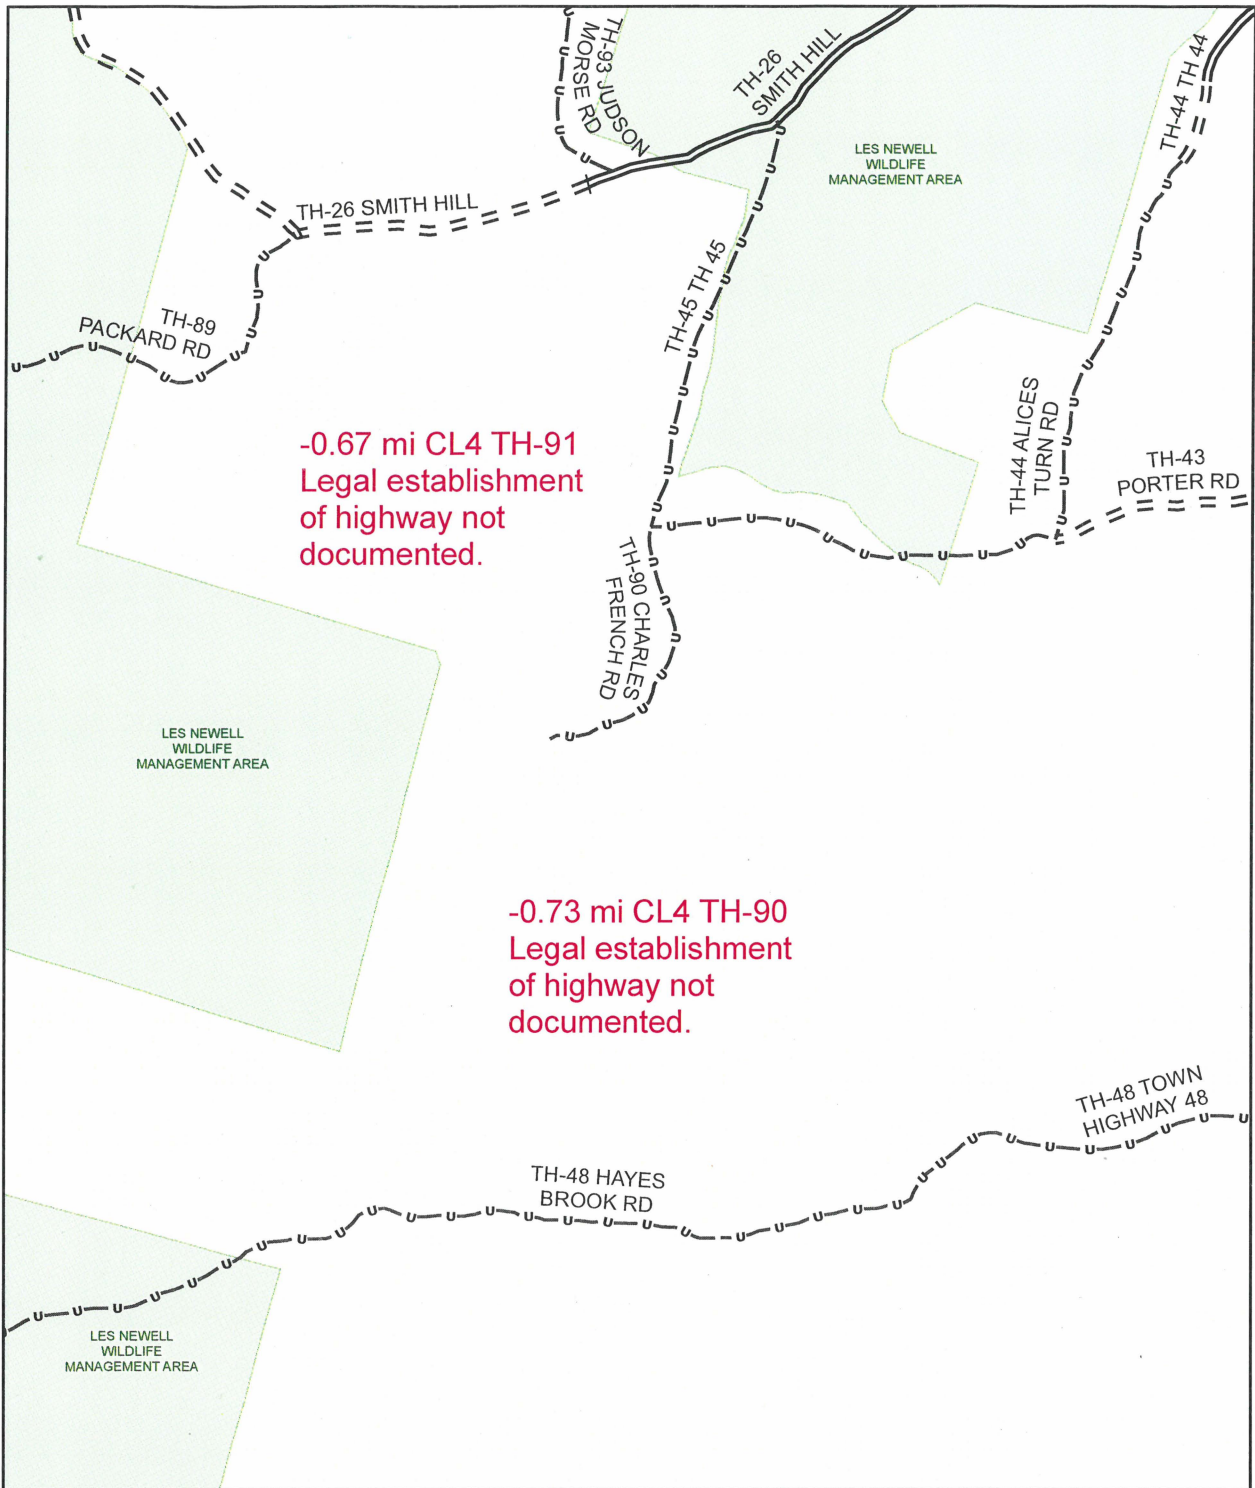 TH-93 JUDSON
MORSE RD
TH-26
SMITH HILL
TH-44 TH 44
LES NEWELL
WILDLIFE
MANAGEMENT AREA
TH-26 SMITH HILL
TH-45 TH 45
TH-89
PACKARD RD
TH-44 ALICES
TURN RD
TH-43
PORTER RD
-0.67 mi CL4 TH-91
Legal establishment
of highway not
documented.
TH-90 CHARLES
FRENCH RD
LES NEWELL
WILDLIFE
MANAGEMENT AREA
-0.73 mi CL4 TH-90
Legal establishment
of highway not
documented.
TH-48 TOWN
HIGHWAY 48
TH-48 HAYES
BROOK RD
LES NEWELL
WILDLIFE
MANAGEMENT AREA